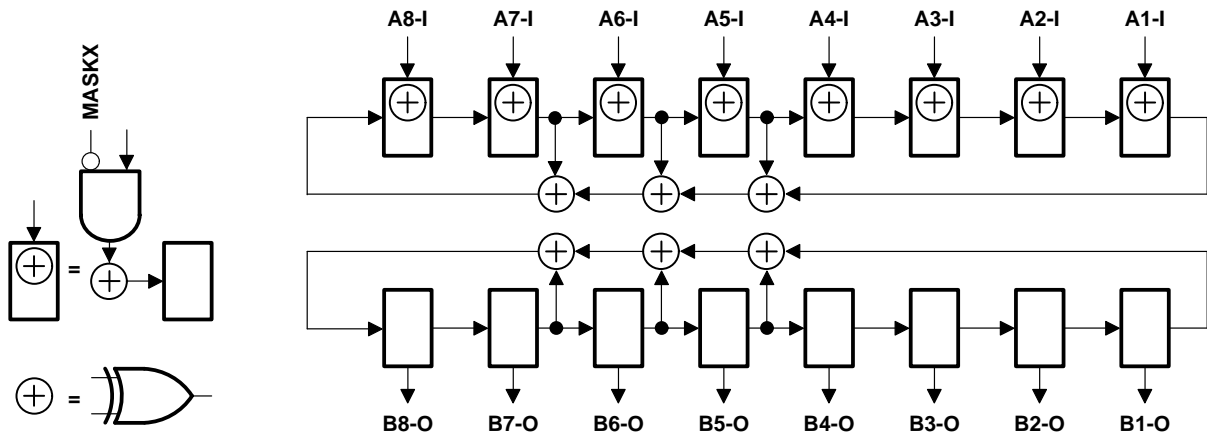 A8-I A7-I A6-I A5-I A4-I A3-I A2-I A1-I
MASKX
=
=
B8-O B7-O B6-O B5-O B4-O B3-O B2-O B1-O